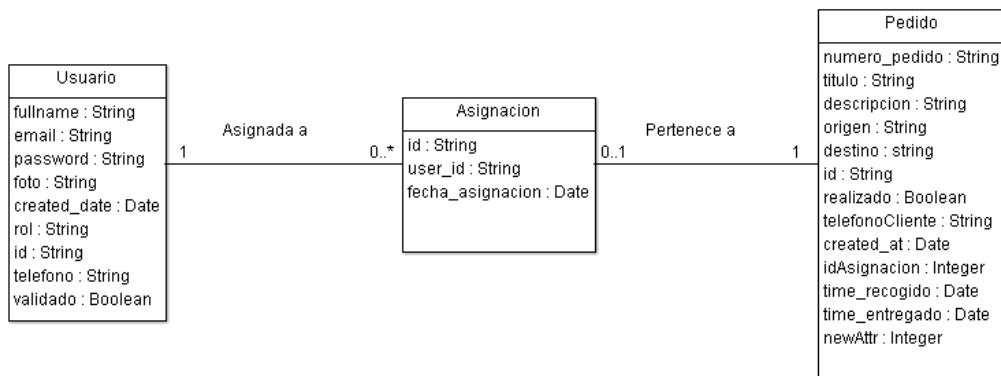 Usuario
fullname : String
email : String
password : String
foto : String
created_date : Date
rol : String
id : String
telefono : String
validado : Boolean
Asignada a
1
0..*
Asignacion
id : String
user_id : String
fecha_asignacion : Date
Pertenece a
0..1
1
Pedido
numero_pedido : String
titulo : String
descripcion : String
origen : String
destino : string
id : String
realizado : Boolean
telefonoCliente : String
created_at : Date
idAsignacion : Integer
time_recogido : Date
time_entregado : Date
newAttr : Integer